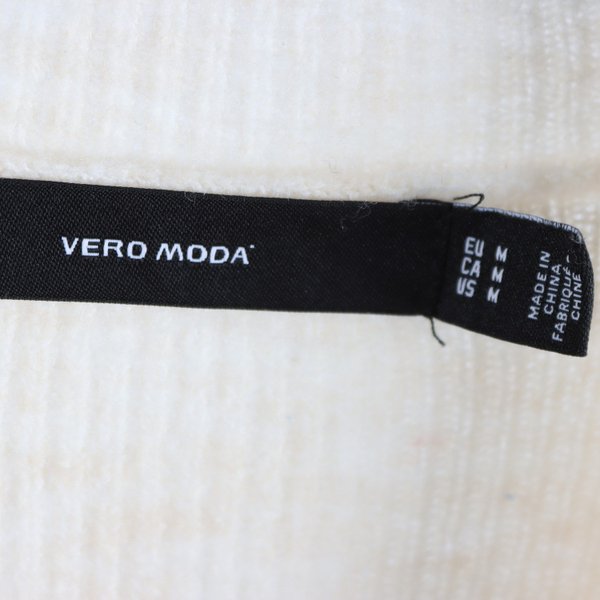 VERO MODA
EU M
CA M
US M
MADE IN
CHINA
FABRIQUÉ-
CHINE